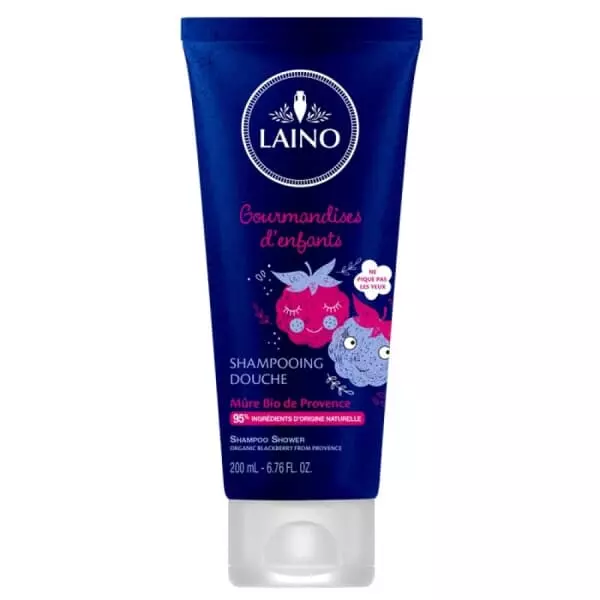 LAINO
Gourmandises
d'enfants
NE
PIQUE PAS
LES YEUX
SHAMPOOING
DOUCHE
Mûre Bio de Provence
95% INGRÉDIENTS D'ORIGINE NATURELLE
SHAMPOO SHOWER
ORGANIC BLACKBERRY FROM PROVENCE
200 mL - 6.76 FL. OZ.